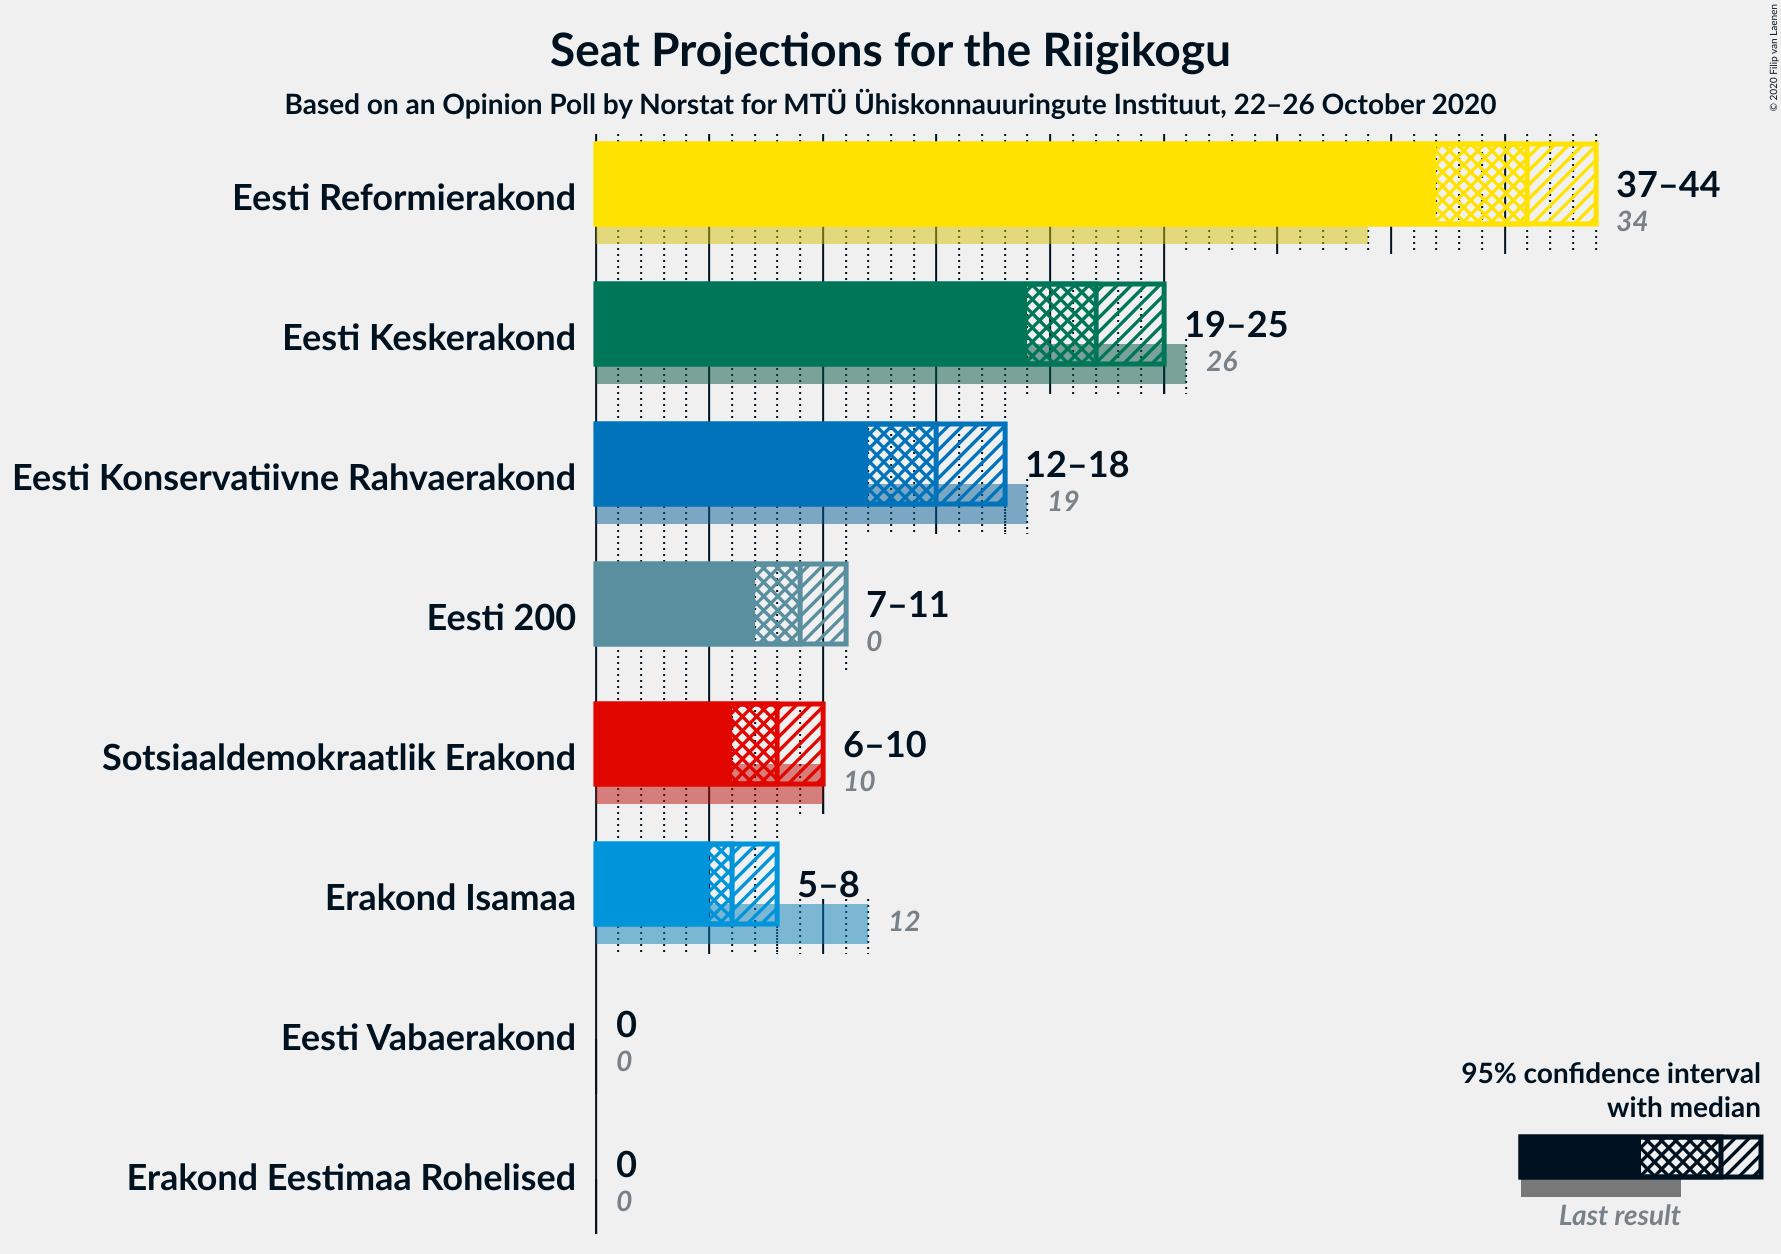 Seat Projections for the Riigikogu
Based on an Opinion Poll by Norstat for MTÜ Ühiskonnauuringute Instituut, 22–26 October 2020
© 2020 Filip van Laenen
Eesti Reformierakond
37–44
34
Eesti Keskerakond
19–25
26
Eesti Konservatiivne Rahvaerakond
12–18
19
Eesti 200
7–11
0
Sotsiaaldemokraatlik Erakond
6–10
10
Erakond Isamaa
5–8
12
Eesti Vabaerakond
0
0
Erakond Eestimaa Rohelised
0
0
95% confidence interval
with median
Last result